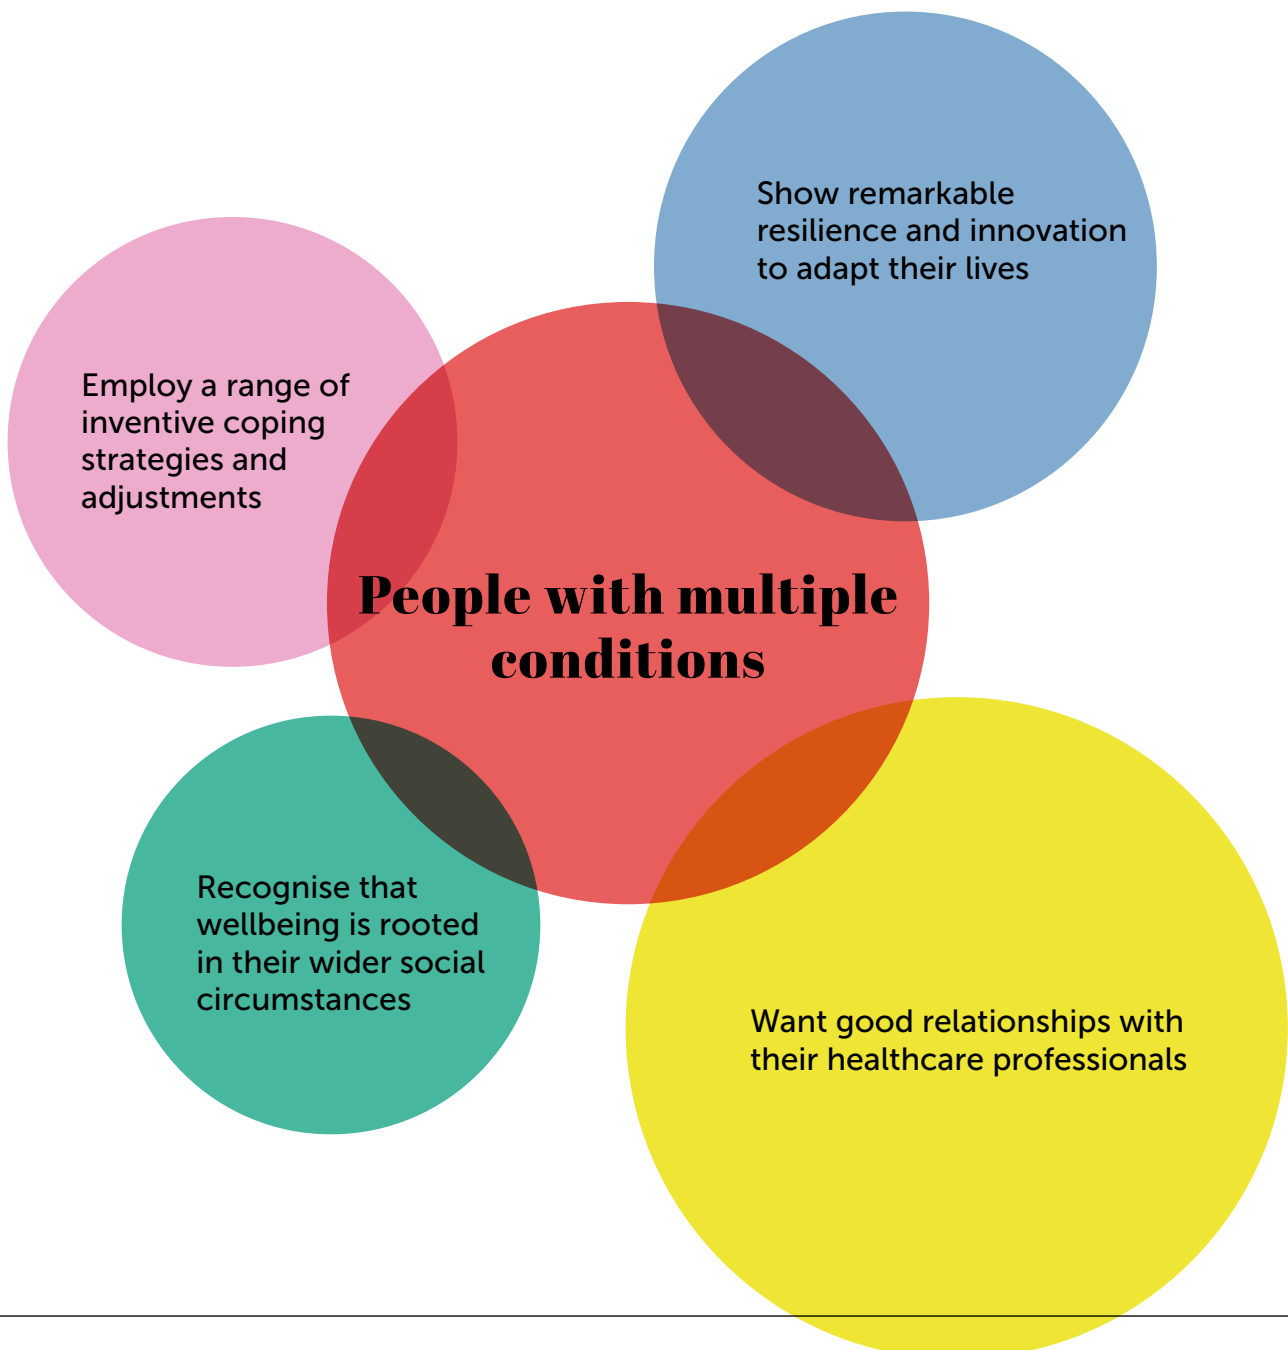 Show remarkable
resilience and innovation
to adapt their lives
Employ a range of
inventive coping
strategies and
adjustments
People with multiple
conditions
Recognise that
wellbeing is rooted
in their wider social
circumstances
Want good relationships with
their healthcare professionals